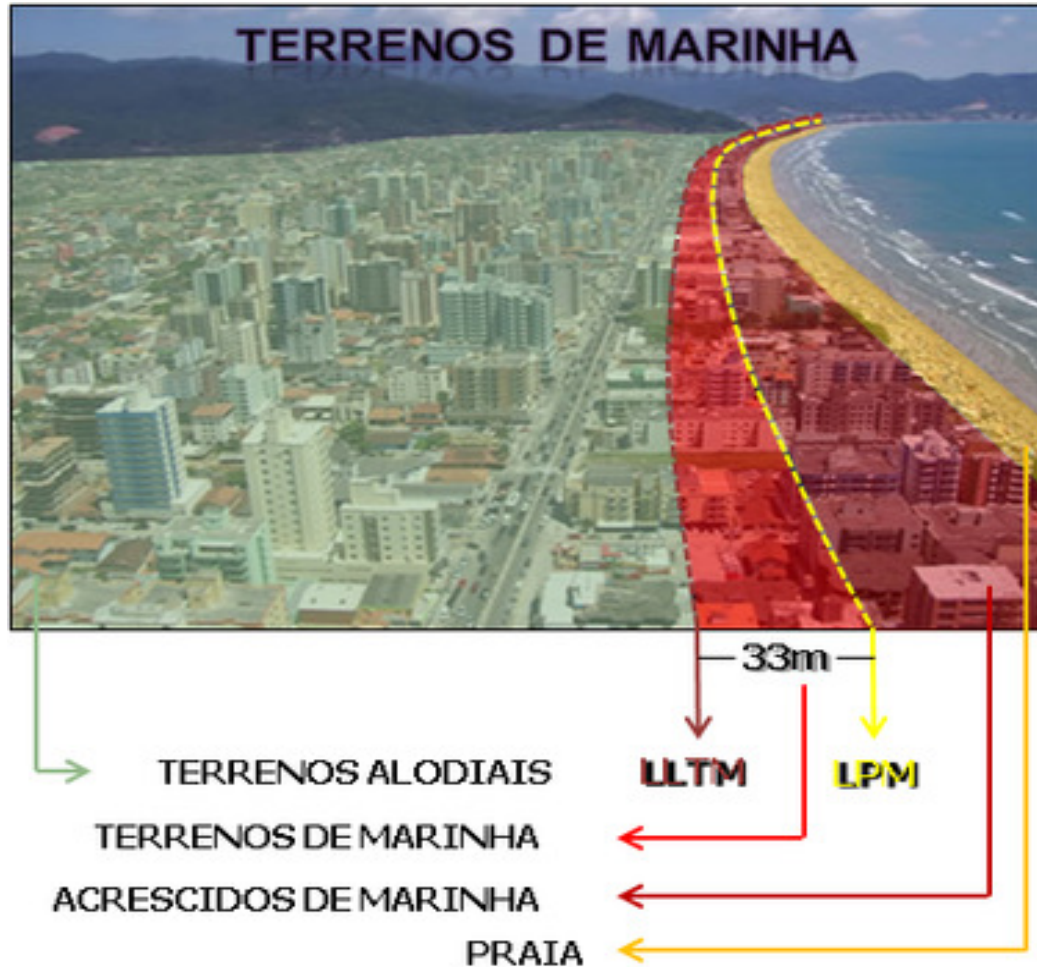 TERRENOS DE MARINHA
33m
TERRENOS ALODIAIS LLTM LPM
TERRENOS DE MARINHA
ACRESCIDOS DE MARINHA
PRAIA